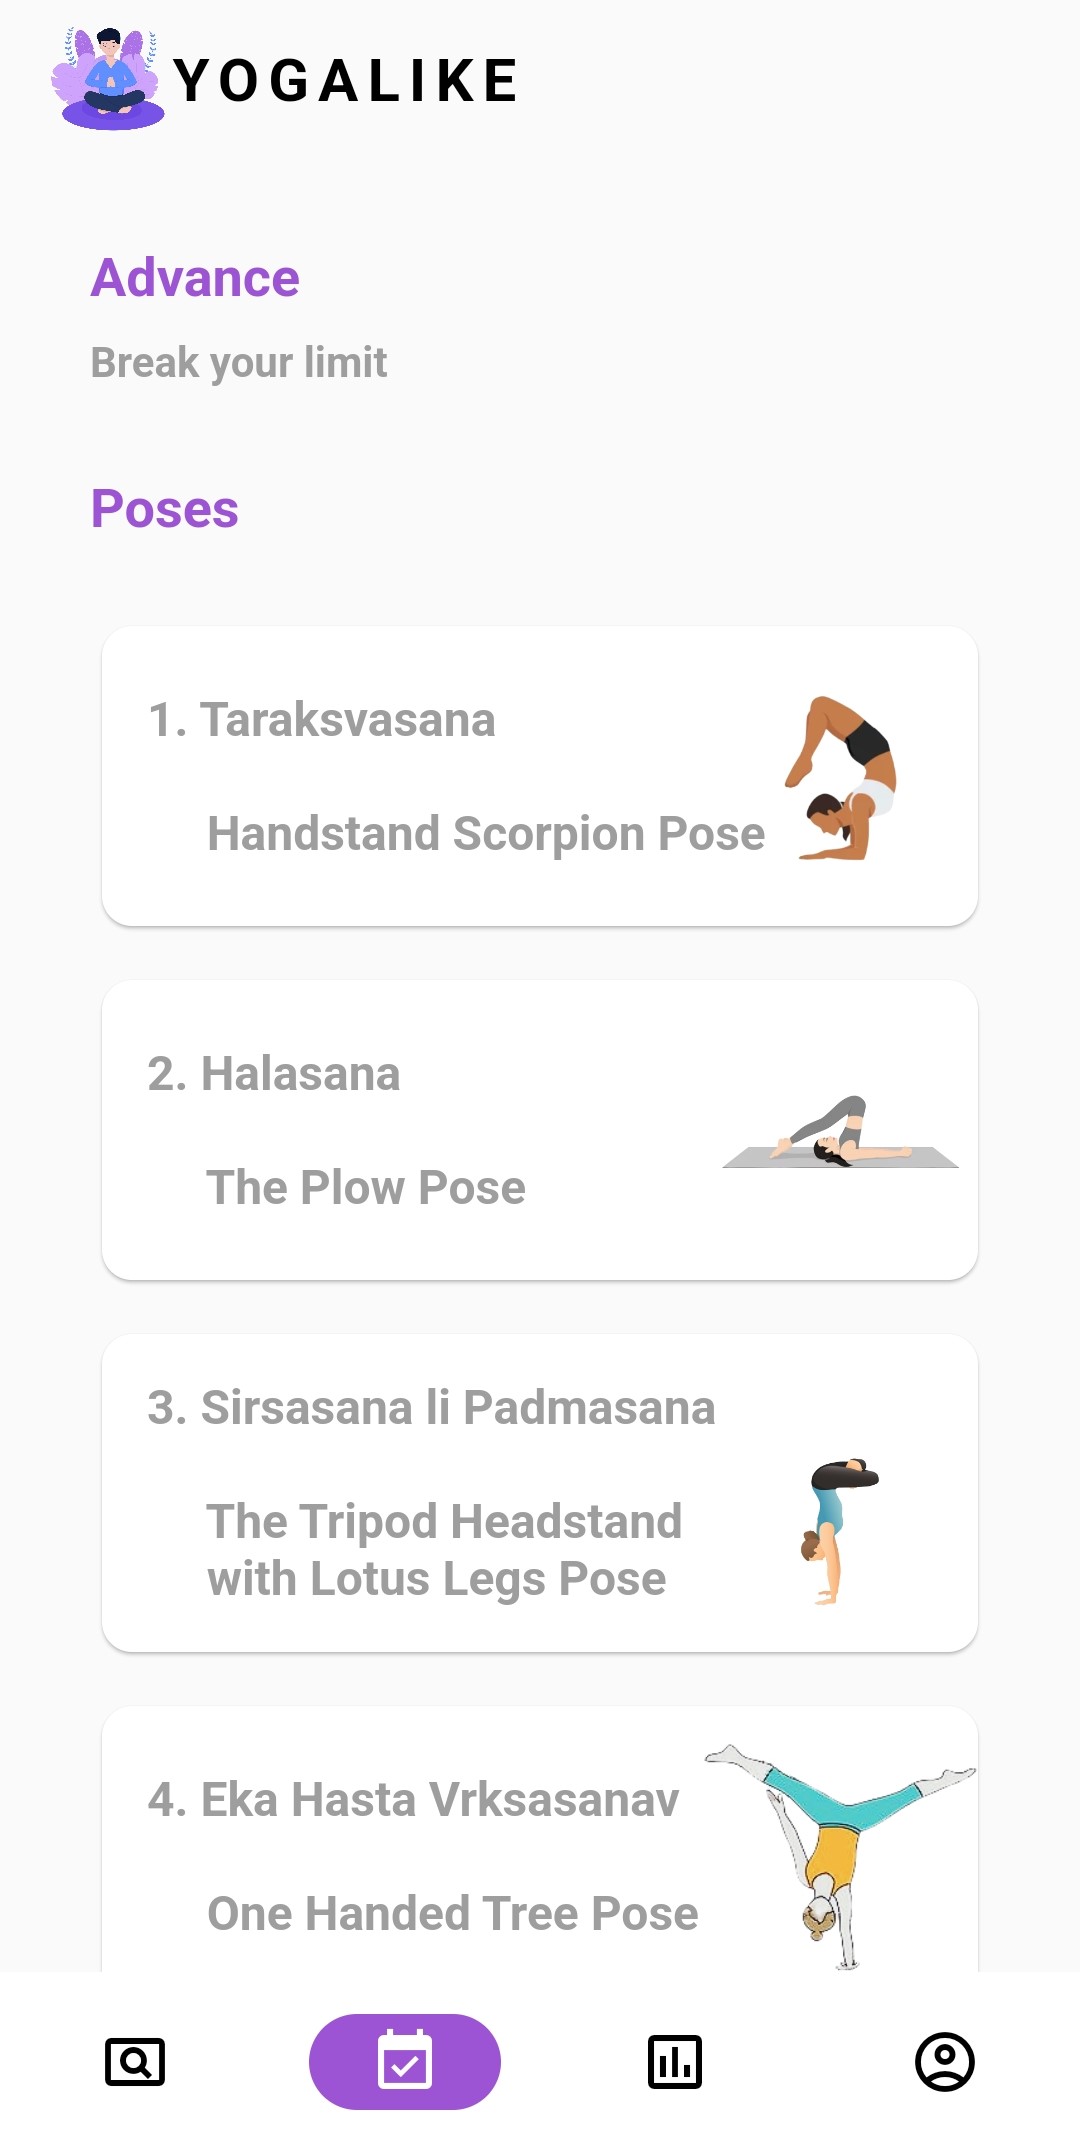 YOGALIKE
Advance
Break your limit
Poses
1. Taraksvasana
Handstand Scorpion Pose
2. Halasana
The Plow Pose
3. Sirsasana li Padmasana
The Tripod Headstand
with Lotus Legs Pose
4. Eka Hasta Vrksasanav
One Handed Tree Pose